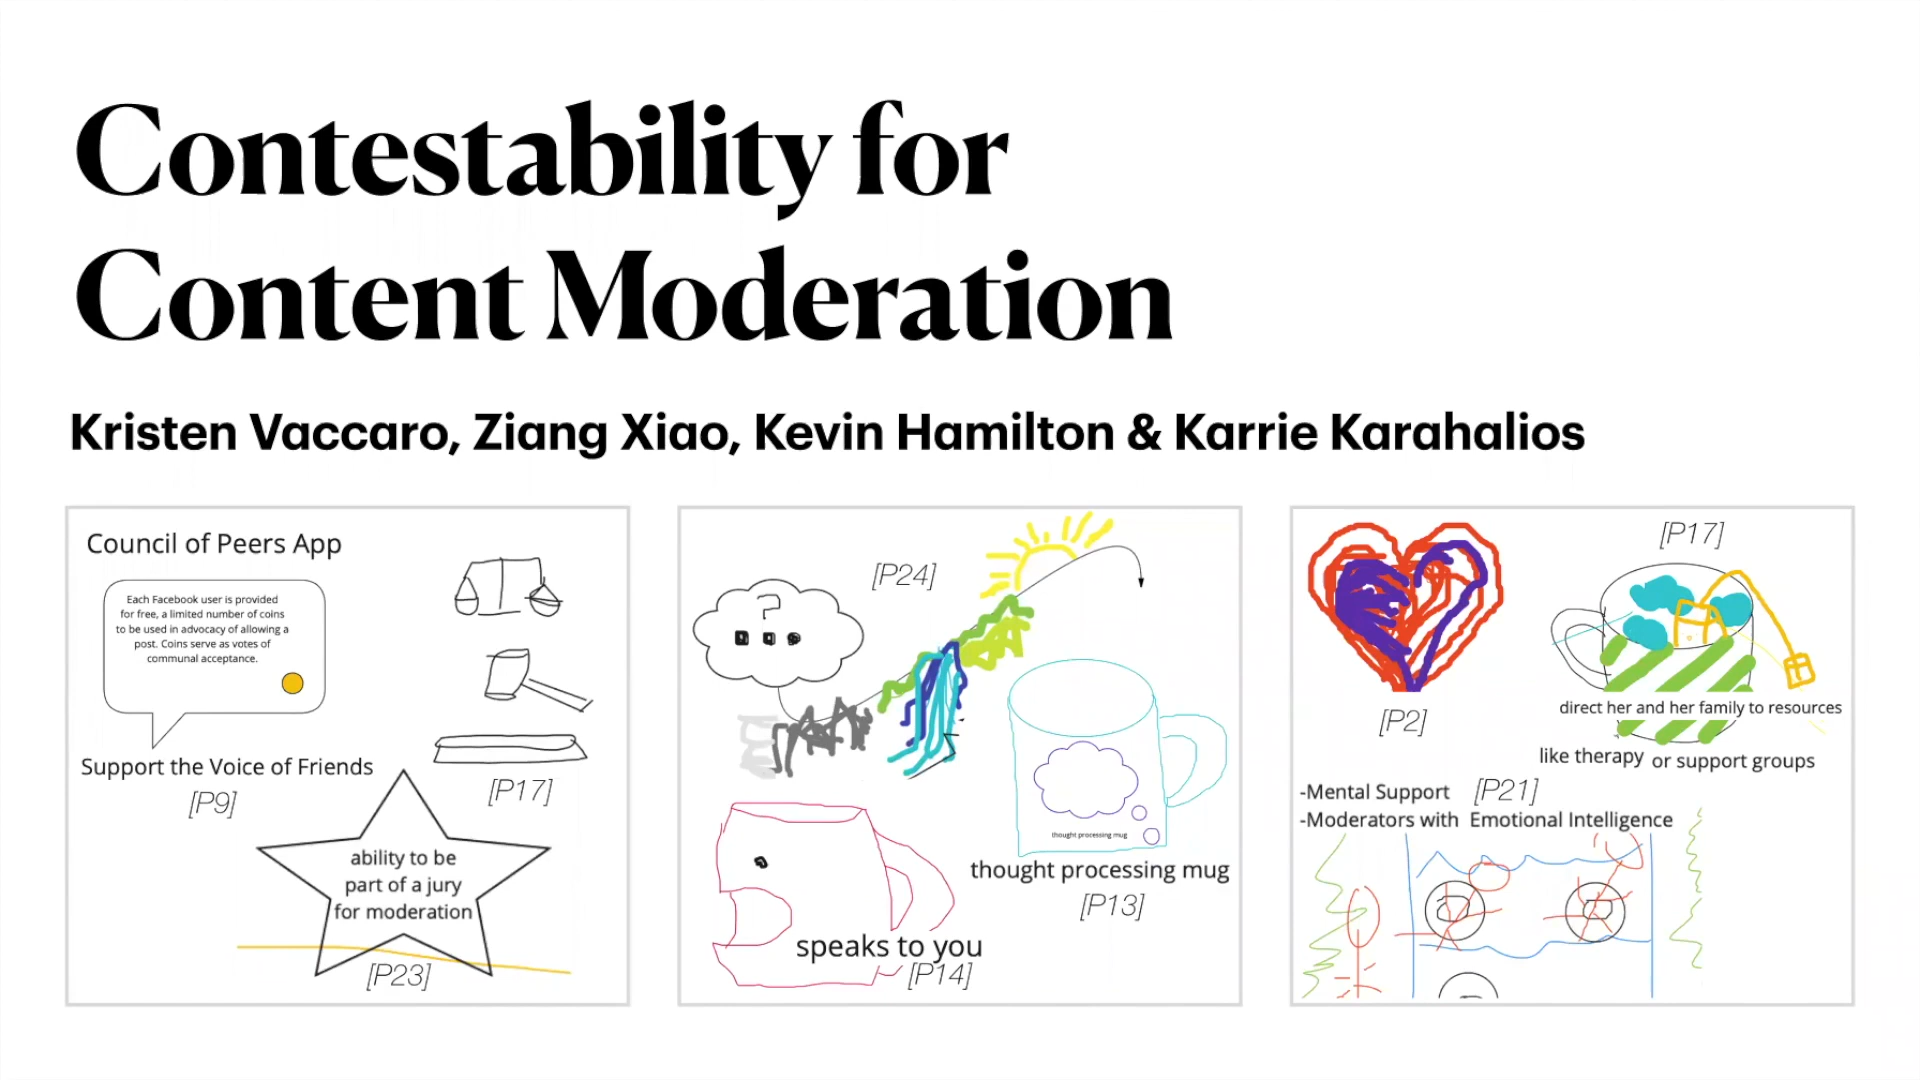 Contestability for
Content Moderation
Kristen Vaccaro, Ziang Xiao, Kevin Hamilton & Karrie Karahalios
Council of Peers App
Each Facebook user is provided
for free, a limited number of coins
to be used in advocacy of allowing a
post. Coins serve as votes of
communal acceptance.
Support the Voice of Friends
[P9]
[P17]
ability to be
part of a jury
for moderation
[P23]
[P24]
?
thought processing mug
thought processing mug
[P13]
speaks to you
[P14]
[P17]
[P2]
direct her and her family to resources
like therapy or support groups
-Mental Support [P21]
-Moderators with Emotional Intelligence